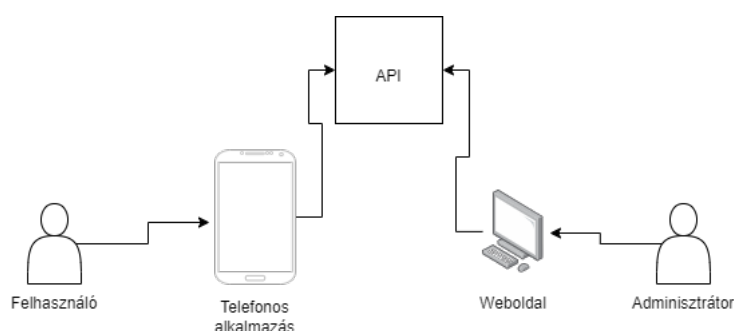 API
Felhasználó
Telefonos
alkalmazás
Weboldal
Adminisztrátor